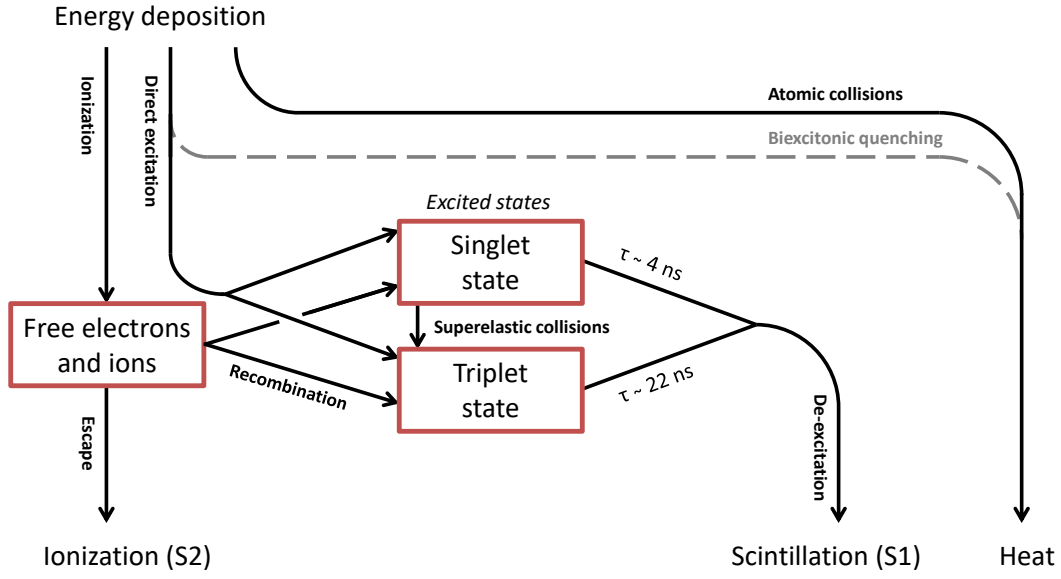 Energy deposition
Ionization
Direct excitation
Atomic collisions
Biexcitonic quenching
Excited states
Singlet
state
τ ~ 4 ns
Free electrons
and ions
Superelastic collisions
Recombination
Triplet
state
τ ~ 22 ns
Escape
De-excitation
Ionization (S2)
Scintillation (S1)
Heat